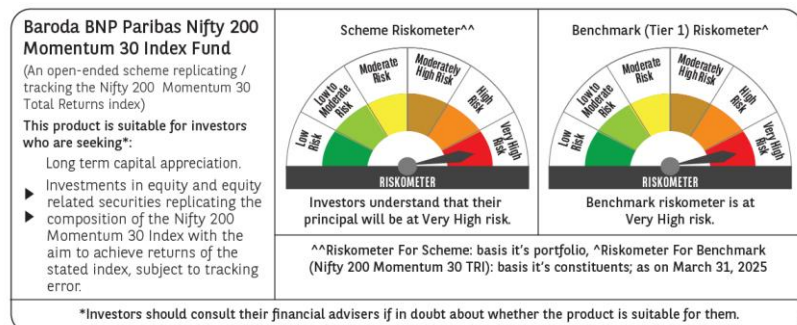 Baroda BNP Paribas Nifty 200
Momentum 30 Index Fund
(An open-ended scheme replicating /
tracking the Nifty 200 Momentum 30
Total Returns index)
This product is suitable for investors
who are seeking*:
Long term capital appreciation.
Investments in equity and equity
related securities replicating the
composition of the Nifty 200
Momentum 30 Index with the
aim to achieve returns of the
stated index, subject to tracking
error.
Scheme Riskometer^^
Low
Risk
Low to
Moderate
Risk
Moderate
Risk
Moderately
High Risk
High
Risk
Very High
Risk
RISKOMETER
Investors understand that their
principal will be at Very High risk.
Benchmark (Tier 1) Riskometer^
Low
Risk
Low to
Moderate
Risk
Moderate
Risk
Moderately
High Risk
High
Risk
Very High
Risk
RISKOMETER
Benchmark riskometer is at
Very High risk.
^^Riskometer For Scheme: basis it's portfolio, ^Riskometer For Benchmark
(Nifty 200 Momentum 30 TRI): basis it's constituents; as on March 31, 2025
*Investors should consult their financial advisers if in doubt about whether the product is suitable for them.